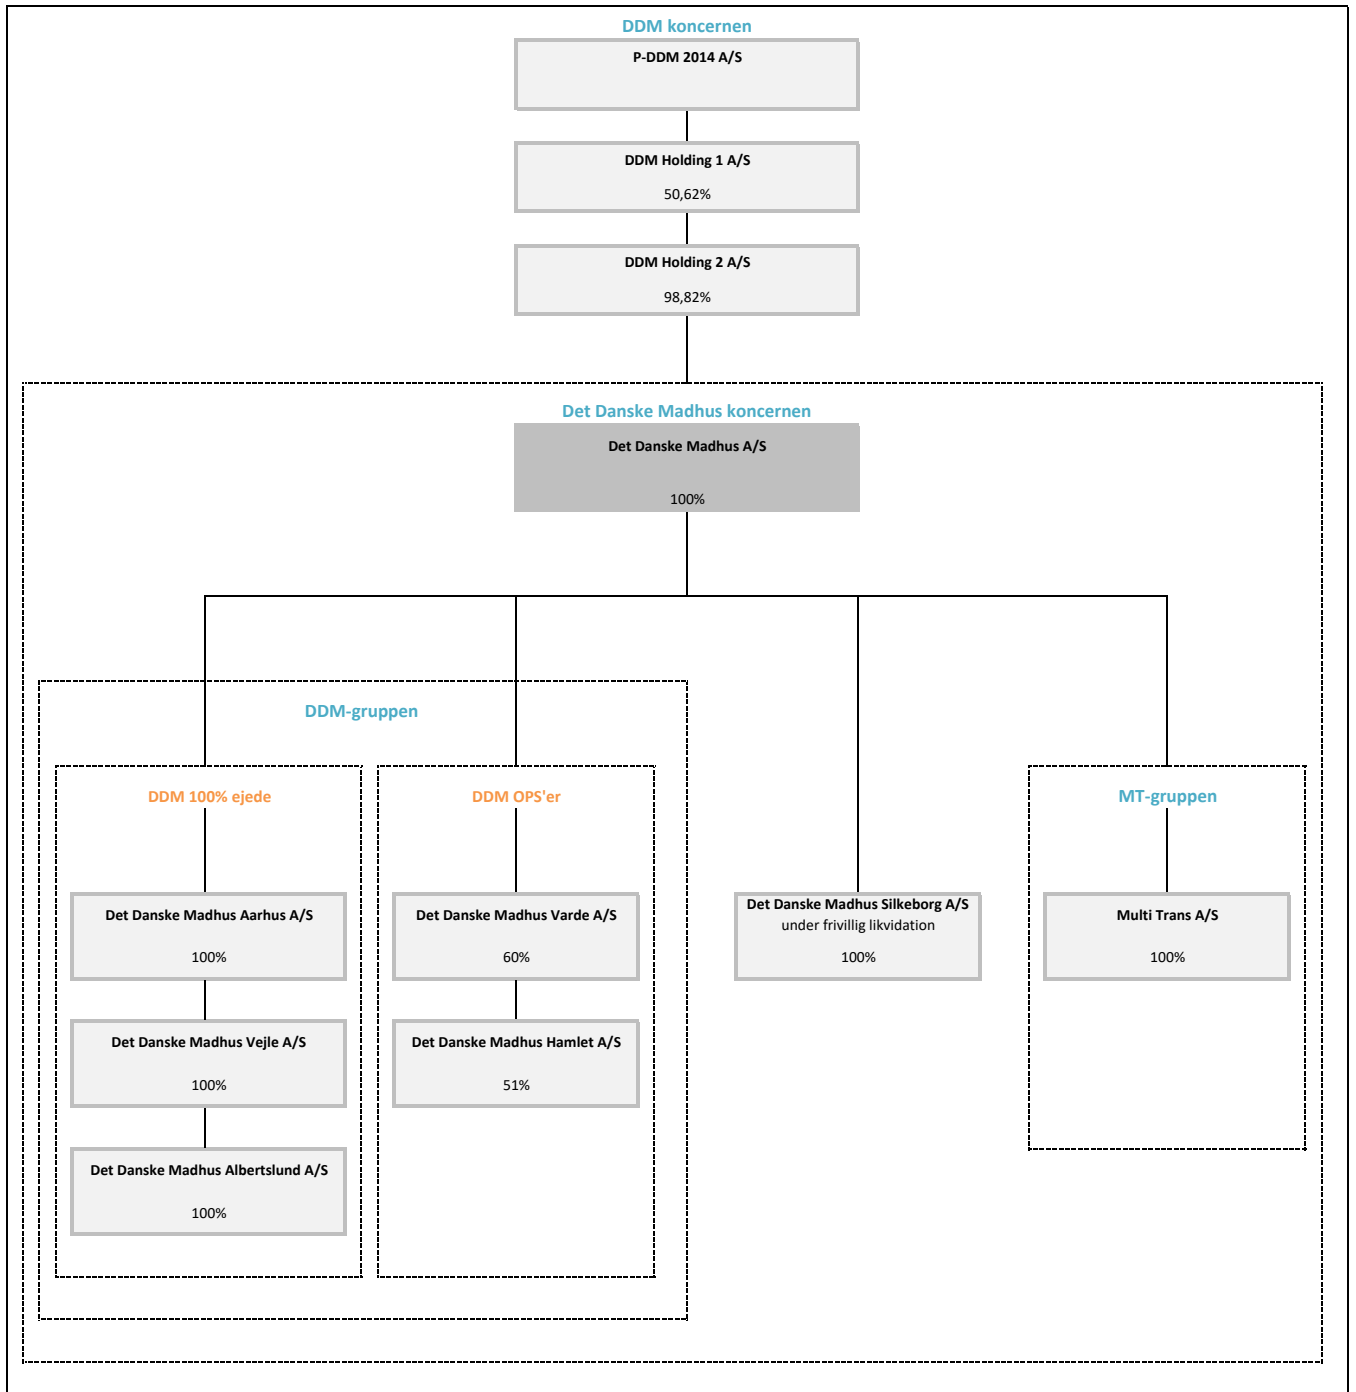 DDM koncernen
P-DDM 2014 A/S
DDM Holding 1 A/S
50,62%
DDM Holding 2 A/S
98,82%
Det Danske Madhus koncernen
Det Danske Madhus A/S
100%
DDM-gruppen
DDM 100% ejede
Det Danske Madhus Aarhus A/S
100%
Det Danske Madhus Vejle A/S
100%
Det Danske Madhus Albertslund A/S
100%
DDM OPS'er
Det Danske Madhus Varde A/S
60%
Det Danske Madhus Hamlet A/S
51%
Det Danske Madhus Silkeborg A/S
under frivillig likvidation
100%
MT-gruppen
Multi Trans A/S
100%